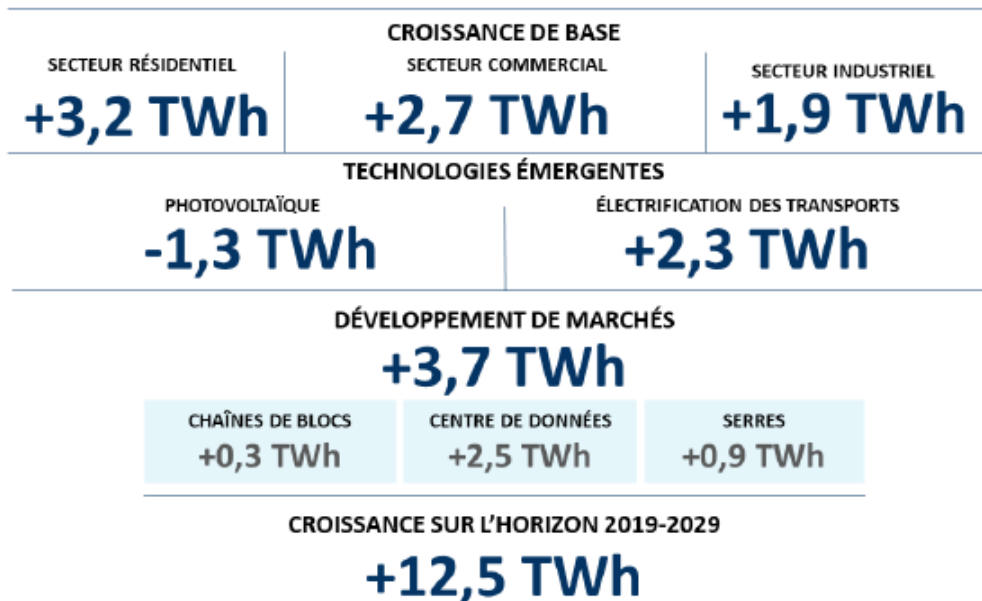 CROISSANCE DE BASE
SECTEUR RÉSIDENTIEL
+3,2 TWh
SECTEUR COMMERCIAL
+2,7 TWh
SECTEUR INDUSTRIEL
+1,9 TWh
TECHNOLOGIES ÉMERGENTES
PHOTOVOLTAÏQUE
-1,3 TWh
ÉLECTRIFICATION DES TRANSPORTS
+2,3 TWh
DÉVELOPPEMENT DE MARCHÉS
+3,7 TWh
CHAÎNES DE BLOCS
+0,3 TWh
CENTRE DE DONNÉES
+2,5 TWh
SERRES
+0,9 TWh
CROISSANCE SUR L'HORIZON 2019-2029
+12,5 TWh